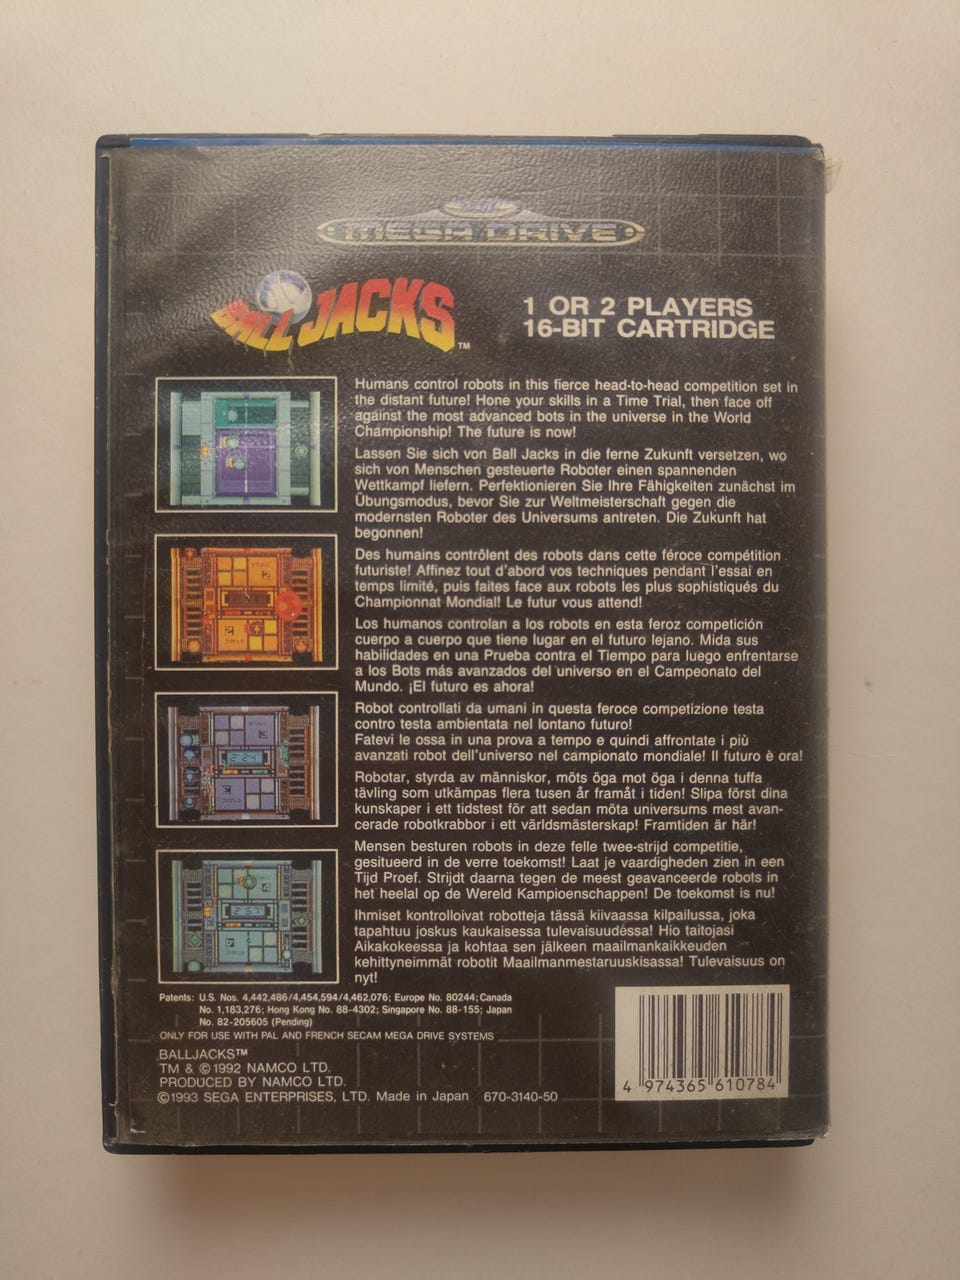 SEGA
MEGA DRIVE
BALL JACKS™
1 OR 2 PLAYERS
16-BIT CARTRIDGE
Humans control robots in this fierce head-to-head competition set in
the distant future! Hone your skills in a Time Trial, then face off
against the most advanced bots in the universe in the World
Championship! The future is now!
Lassen Sie sich von Ball Jacks in die ferne Zukunft versetzen, wo
sich von Menschen gesteuerte Roboter einen spannenden
Wettkampf liefern. Perfektionieren Sie Ihre Fähigkeiten zunächst im
Übungsmodus, bevor Sie zur Weltmeisterschaft gegen die
modernsten Roboter des Universums antreten. Die Zukunft hat
begonnen!
Des humains contrôlent des robots dans cette féroce compétition
futuriste! Affinez tout d'abord vos techniques pendant l'essai en
temps limité, puis faites face aux robots les plus sophistiqués du
Championnat Mondial! Le futur vous attend!
Los humanos controlan a los robots en esta feroz competición
cuerpo a cuerpo que tiene lugar en el futuro lejano. Mida sus
habilidades en una Prueba contra el Tiempo para luego enfrentarse
a los Bots más avanzados del universo en el Campeonato del
Mundo. ¡El futuro es ahora!
Robot controllati da umani in questa feroce competizione testa
contro testa ambientata nel lontano futuro!
Fatevi le ossa in una prova a tempo e quindi affrontate i più
avanzati robot dell'universo nel campionato mondiale! Il futuro è ora!
Robotar, styrda av människor, möts öga mot öga i denna tuffa
tävling som utkämpas flera tusen år framåt i tiden! Slipa först dina
kunskaper i ett tidstest för att sedan möta universums mest avan-
cerade robotkrabbor i ett världsmästerskap! Framtiden är här!
Mensen besturen robots in deze felle twee-strijd competitie,
gesitueerd in de verre toekomst! Laat je vaardigheden zien in een
Tijd Proef. Strijdt daarna tegen de meest geavanceerde robots in
het heelal op de Wereld Kampioenschappen! De toekomst is nu!
Ihmiset kontrolloivat robotteja tässä kiivaassa kilpailussa, joka
tapahtuu joskus kaukaisessa tulevaisuudessa! Hio taitojasi
Aikakokeessa ja kohtaa sen jälkeen maailmankaikkeuden
kehittyneimmät robotit Maailmanmestaruuskisassa! Tulevaisuus on
nyt!
Patents: U.S. Nos. 4,442,486/4,454,594/4,462,076; Europe No. 80244; Canada
No. 1,183,276; Hong Kong No. 88-4302; Singapore No. 88-155; Japan
No. 82-205605 (Pending)
ONLY FOR USE WITH PAL AND FRENCH SECAM MEGA DRIVE SYSTEMS
BALLJACKS™
TM & ©1992 NAMCO LTD.
PRODUCED BY NAMCO LTD.
©1993 SEGA ENTERPRISES, LTD. Made in Japan 670-3140-50
4 974365 610784